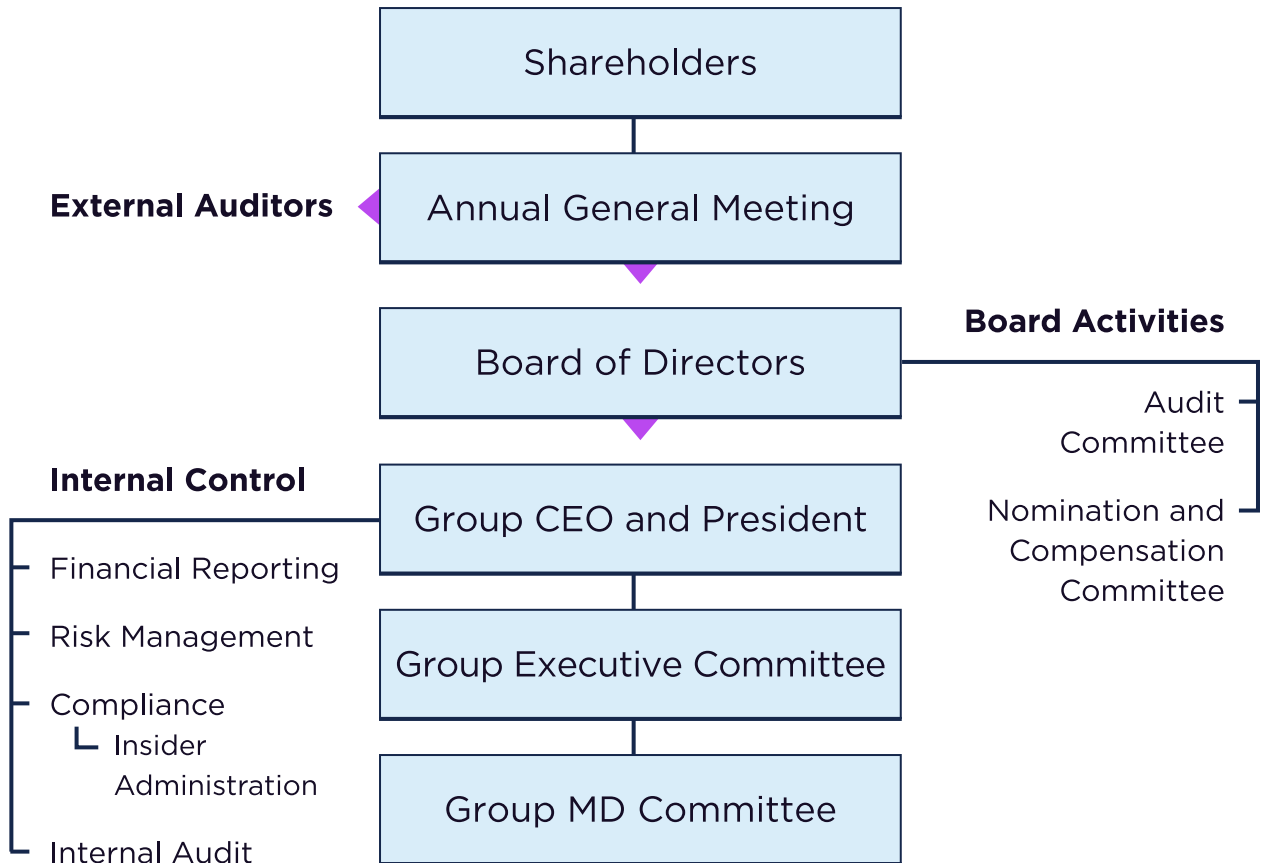 Shareholders
External Auditors
Annual General Meeting
Board of Directors
Board Activities
Audit
Committee
Nomination and
Compensation
Committee
Internal Control
Group CEO and President
Financial Reporting
Risk Management
Compliance
Insider
Administration
Internal Audit
Group Executive Committee
Group MD Committee